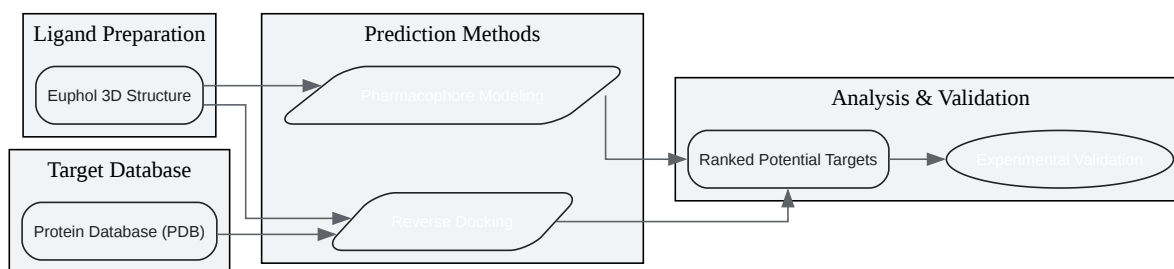 Ligand Preparation
Euphol 3D Structure
Target Database
Protein Database (PDB)
Prediction Methods
Pharmacophore Modeling
Reverse Docking
Analysis & Validation
Ranked Potential Targets
Experimental Validation